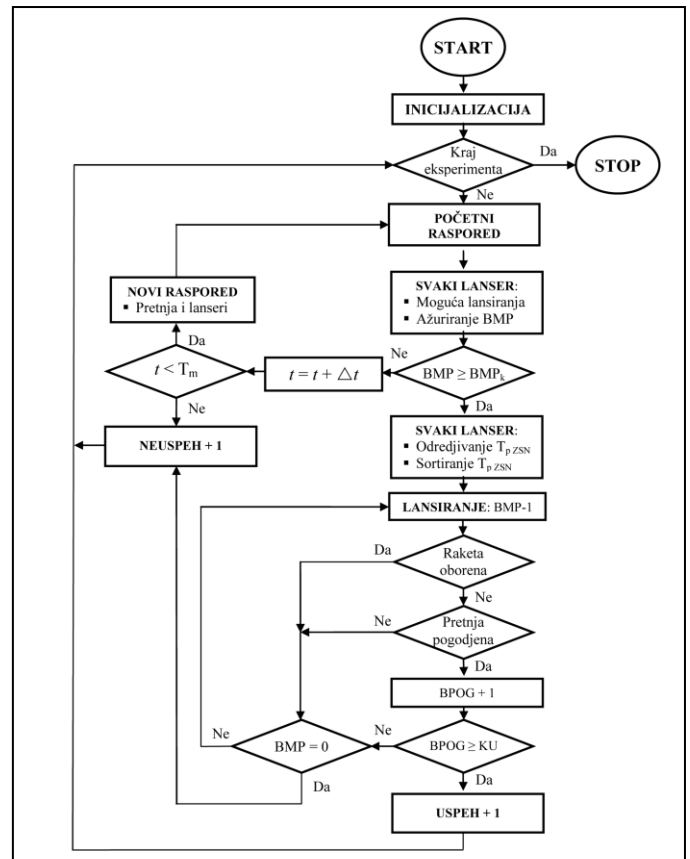 START
INICIJALIZACIJA
Kraj
eksperimenta
Da
STOP
Ne
POČETNI
RASPORED
NOVI RASPORED
▪ Pretnja i lanseri
SVAKI LANSER:
▪ Moguća lansiranja
▪ Ažuriranje BMP
Da
t < Tm
t = t + △t
Ne
BMP ≥ BMPk
Ne
Da
NEUSPEH + 1
SVAKI LANSER:
▪ Odredjivanje Tp ZSN
▪ Sortiranje Tp ZSN
LANSIRANJE: BMP-1
Da
Raketa
oborena
Ne
Ne
Pretnja
pogodjena
Da
BPOG + 1
Ne
BMP = 0
Ne
BPOG ≥ KU
Da
Da
USPEH + 1